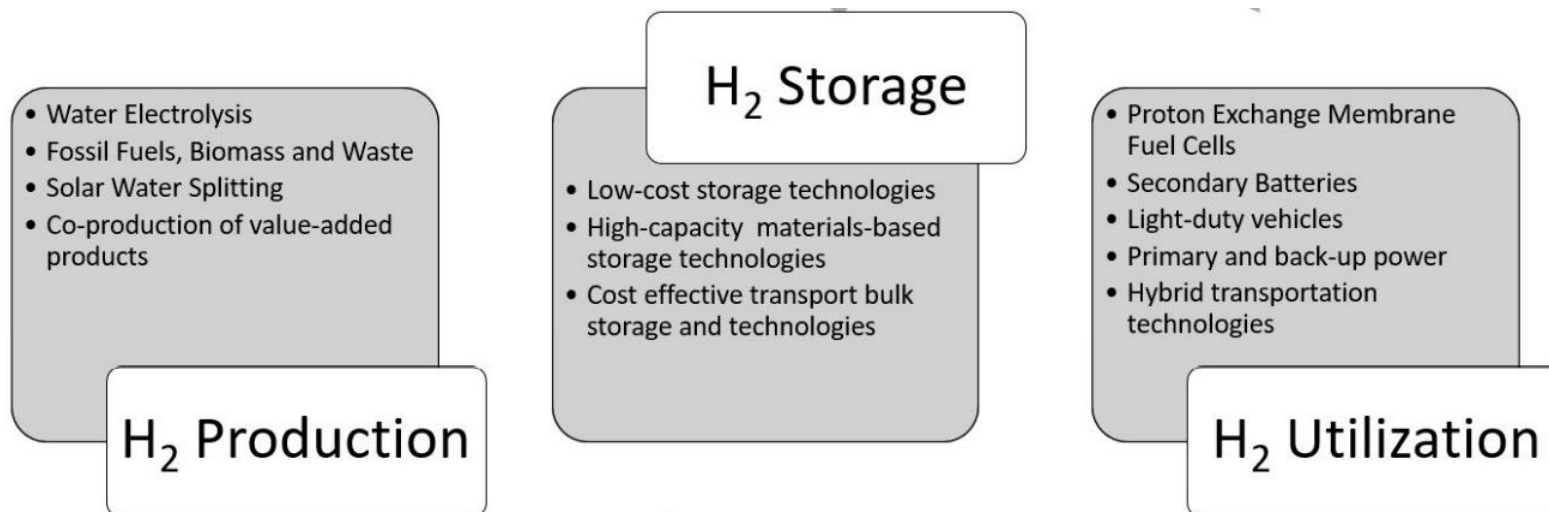 • Water Electrolysis
• Fossil Fuels, Biomass and Waste
• Solar Water Splitting
• Co-production of value-added
products
H₂ Production
H₂ Storage
• Low-cost storage technologies
• High-capacity materials-based
storage technologies
• Cost effective transport bulk
storage and technologies
• Proton Exchange Membrane
Fuel Cells
• Secondary Batteries
• Light-duty vehicles
• Primary and back-up power
• Hybrid transportation
technologies
H₂ Utilization